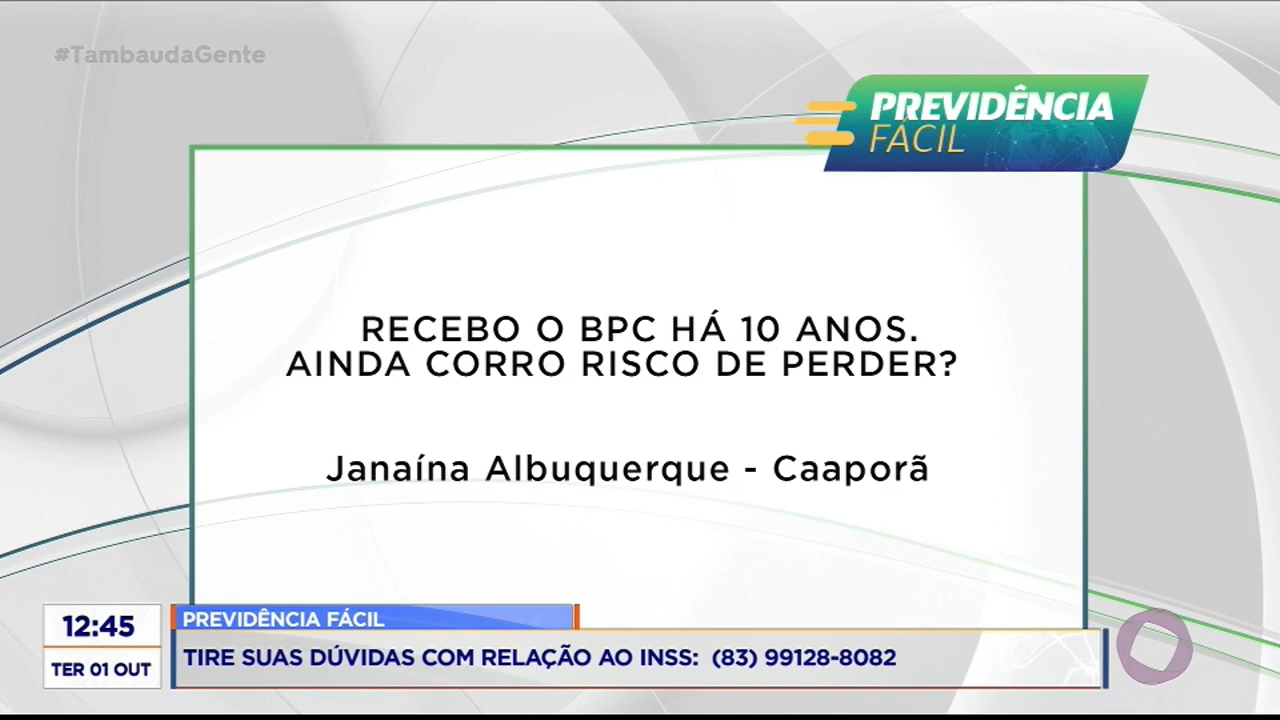 #TambaudaGente
PREVIDÊNCIA
FÁCIL
RECEBO O BPC HÁ 10 ANOS.
AINDA CORRO RISCO DE PERDER?
Janaína Albuquerque - Caaporã
12:45
TER 01 OUT
PREVIDÊNCIA FÁCIL
TIRE SUAS DÚVIDAS COM RELAÇÃO AO INSS: (83) 99128-8082